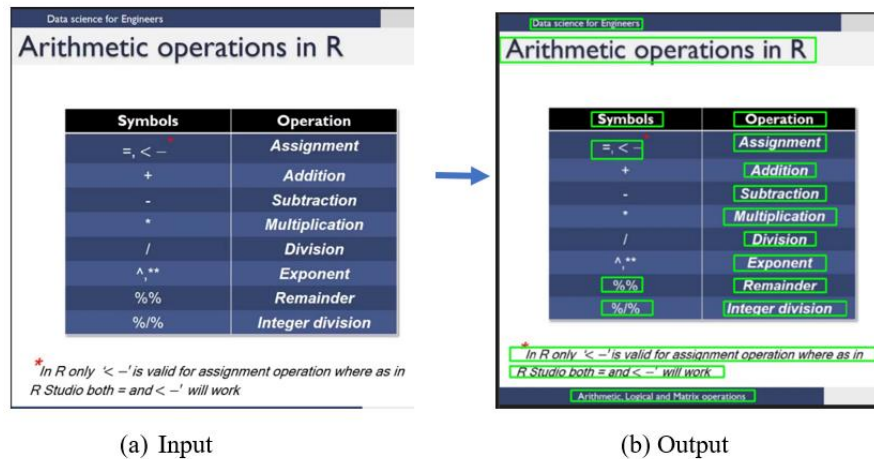 Data science for Engineers
Arithmetic operations in R
Symbols Operation
=, < – * Assignment
+ Addition
- Subtraction
* Multiplication
/ Division
^,** Exponent
%% Remainder
%/% Integer division
*In R only '< –' is valid for assignment operation where as in
R Studio both = and < –' will work
(a) Input
Data science for Engineers
Arithmetic operations in R
Symbols Operation
=, < – * Assignment
+ Addition
- Subtraction
* Multiplication
/ Division
^,** Exponent
%% Remainder
%/% Integer division
*In R only '< –' is valid for assignment operation where as in
R Studio both = and < –' will work
Arithmetic, Logical and Matrix operations
(b) Output